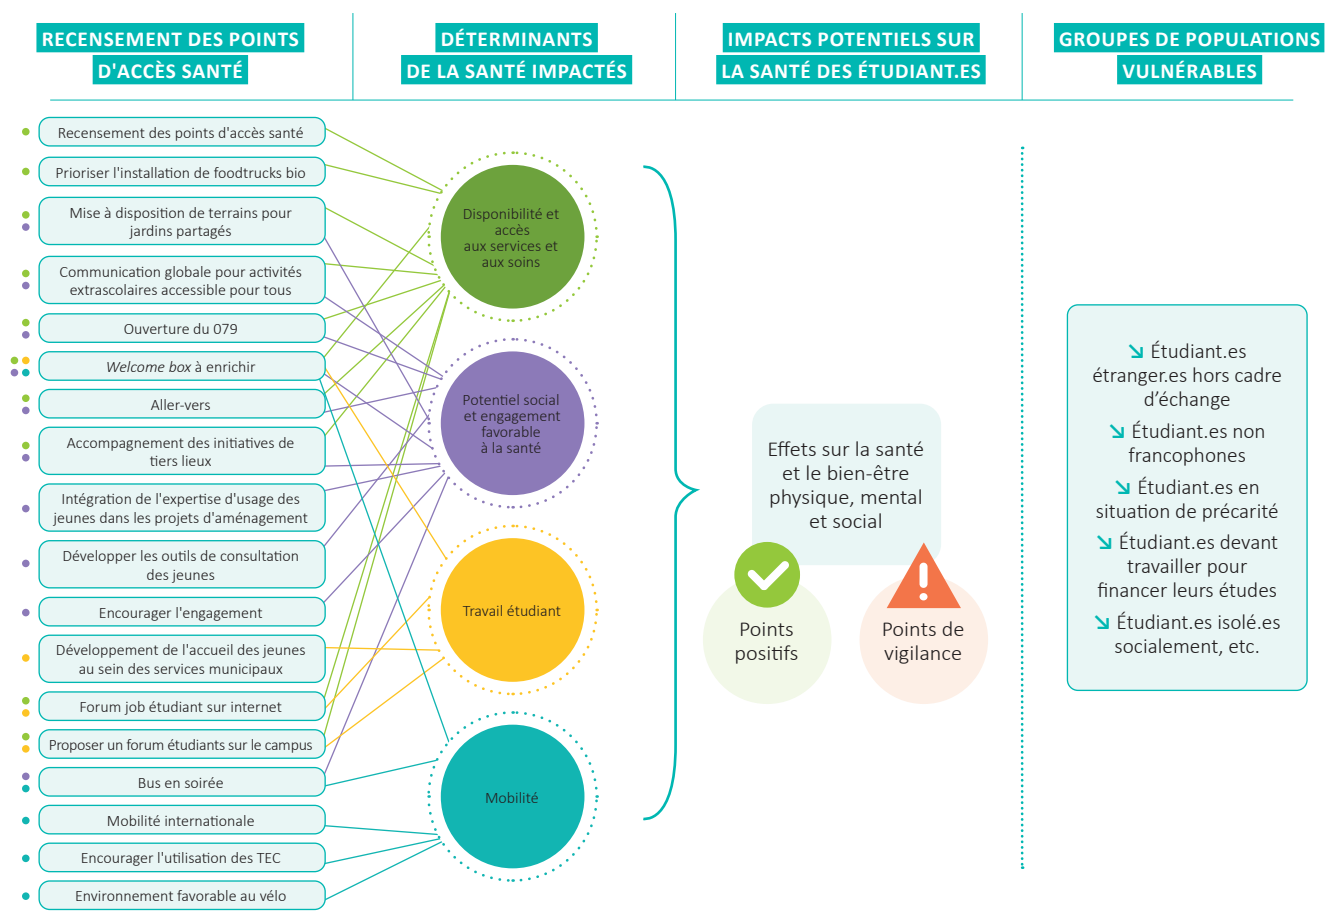 RECENSEMENT DES POINTS
D'ACCÈS SANTÉ
DÉTERMINANTS
DE LA SANTÉ IMPACTÉS
IMPACTS POTENTIELS SUR
LA SANTÉ DES ÉTUDIANT.ES
GROUPES DE POPULATIONS
VULNÉRABLES
Recensement des points d'accès santé
Prioriser l'installation de foodtrucks bio
Mise à disposition de terrains pour
jardins partagés
Communication globale pour activités
extrascolaires accessible pour tous
Ouverture du 079
Welcome box à enrichir
Aller-vers
Accompagnement des initiatives de
tiers lieux
Intégration de l'expertise d'usage des
jeunes dans les projets d'aménagement
Développer les outils de consultation
des jeunes
Encourager l'engagement
Développement de l'accueil des jeunes
au sein des services municipaux
Forum job étudiant sur internet
Proposer un forum étudiants sur le campus
Bus en soirée
Mobilité internationale
Encourager l'utilisation des TEC
Environnement favorable au vélo
Disponibilité et
accès
aux services et
aux soins
Potentiel social
et engagement
favorable
à la santé
Travail étudiant
Mobilité
Effets sur la santé
et le bien-être
physique, mental
et social
Points
positifs
Points de
vigilance
Étudiant.es
étranger.es hors cadre
d’échange
Étudiant.es non
francophones
Étudiant.es en
situation de précarité
Étudiant.es devant
travailler pour
financer leurs études
Étudiant.es isolé.es
socialement, etc.